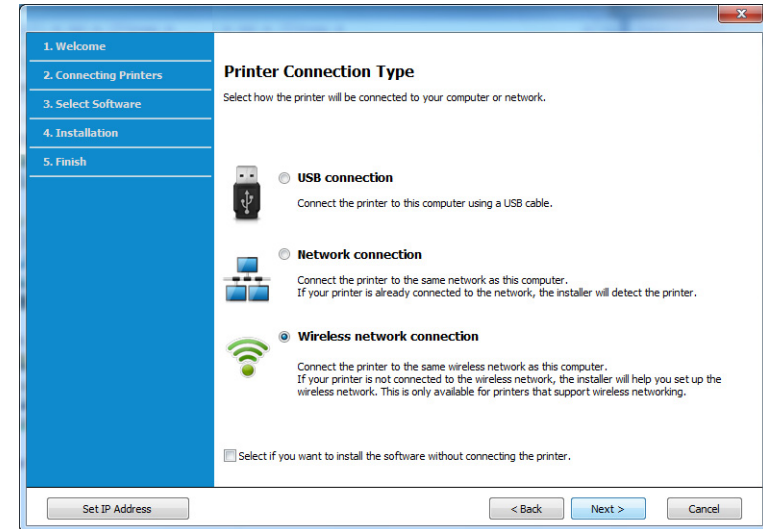 1. Welcome
2. Connecting Printers
3. Select Software
4. Installation
5. Finish
Printer Connection Type
Select how the printer will be connected to your computer or network.
USB connection
Connect the printer to this computer using a USB cable.
Network connection
Connect the printer to the same network as this computer.
If your printer is already connected to the network, the installer will detect the printer.
Wireless network connection
Connect the printer to the same wireless network as this computer.
If your printer is not connected to the wireless network, the installer will help you set up the
wireless network. This is only available for printers that support wireless networking.
Select if you want to install the software without connecting the printer.
Set IP Address
< Back
Next >
Cancel